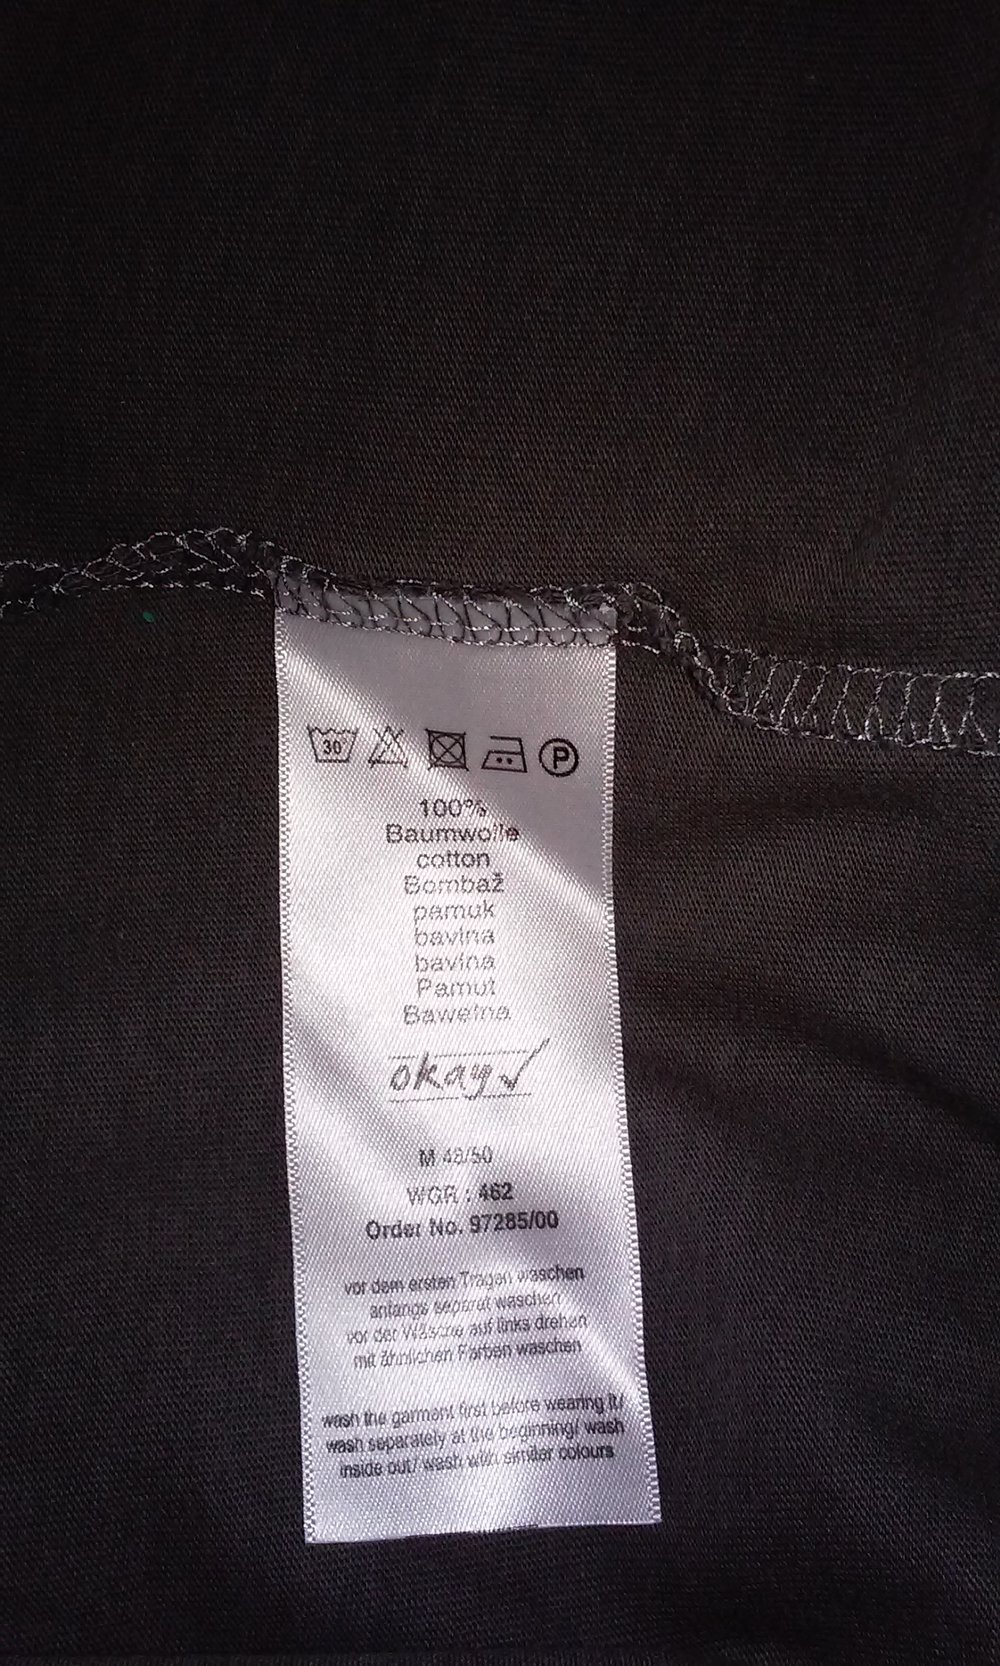 30
P
100%
Baumwolle
cotton
Bombaž
pamuk
bavlna
bavlna
Pamut
Bawełna
okay
M 48/50
WGR : 462
Order No. 97285/00
vor dem ersten Tragen waschen
anfangs separat waschen
vor der Wäsche auf links drehen
mit ähnlichen Farben waschen
wash the garment first before wearing it/
wash separately at the beginning/ wash
inside out/ wash with similar colours